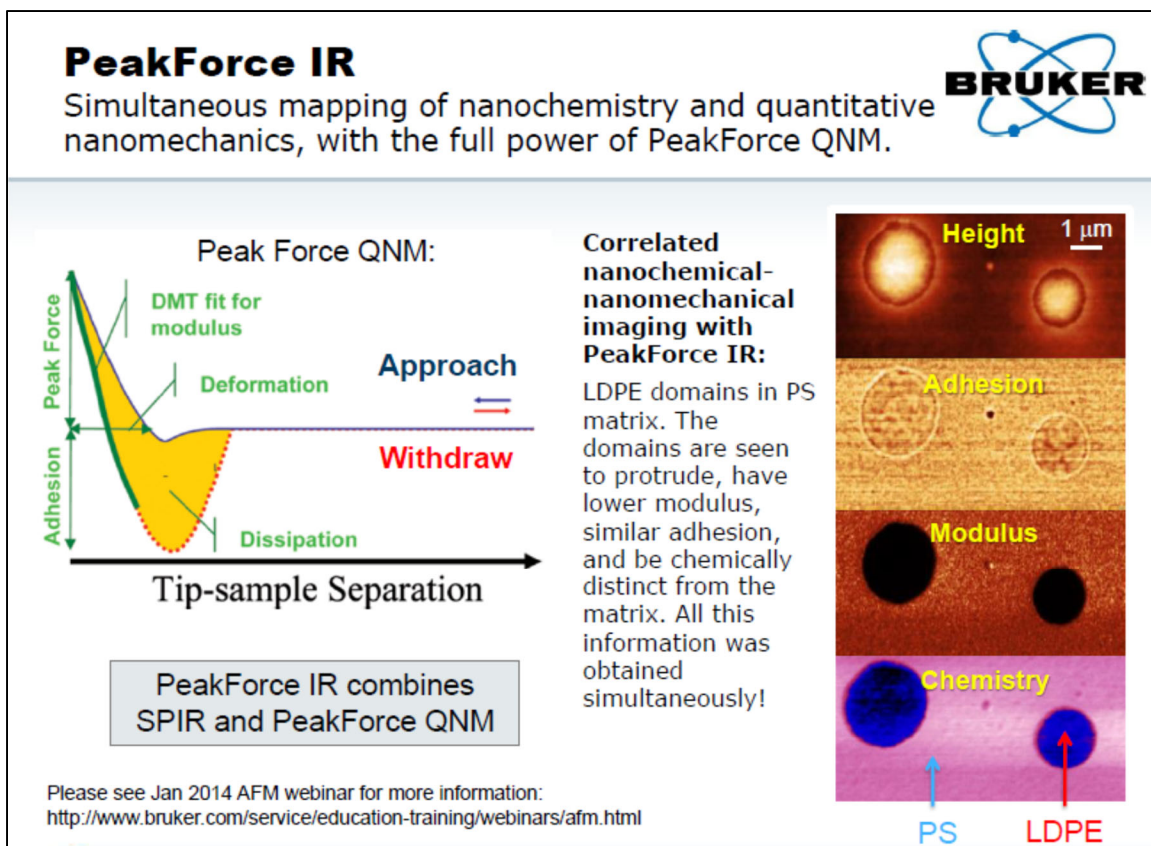 PeakForce IR
Simultaneous mapping of nanochemistry and quantitative
nanomechanics, with the full power of PeakForce QNM.
BRUKER
Peak Force QNM:
DMT fit for
modulus
Deformation
Dissipation
Peak Force
Adhesion
Approach
Withdraw
Tip-sample Separation
PeakForce IR combines
SPIR and PeakForce QNM
Correlated
nanochemical-
nanomechanical
imaging with
PeakForce IR:
LDPE domains in PS
matrix. The
domains are seen
to protrude, have
lower modulus,
similar adhesion,
and be chemically
distinct from the
matrix. All this
information was
obtained
simultaneously!
Height
1 μm
Adhesion
Modulus
Chemistry
PS
LDPE
Please see Jan 2014 AFM webinar for more information:
http://www.bruker.com/service/education-training/webinars/afm.html